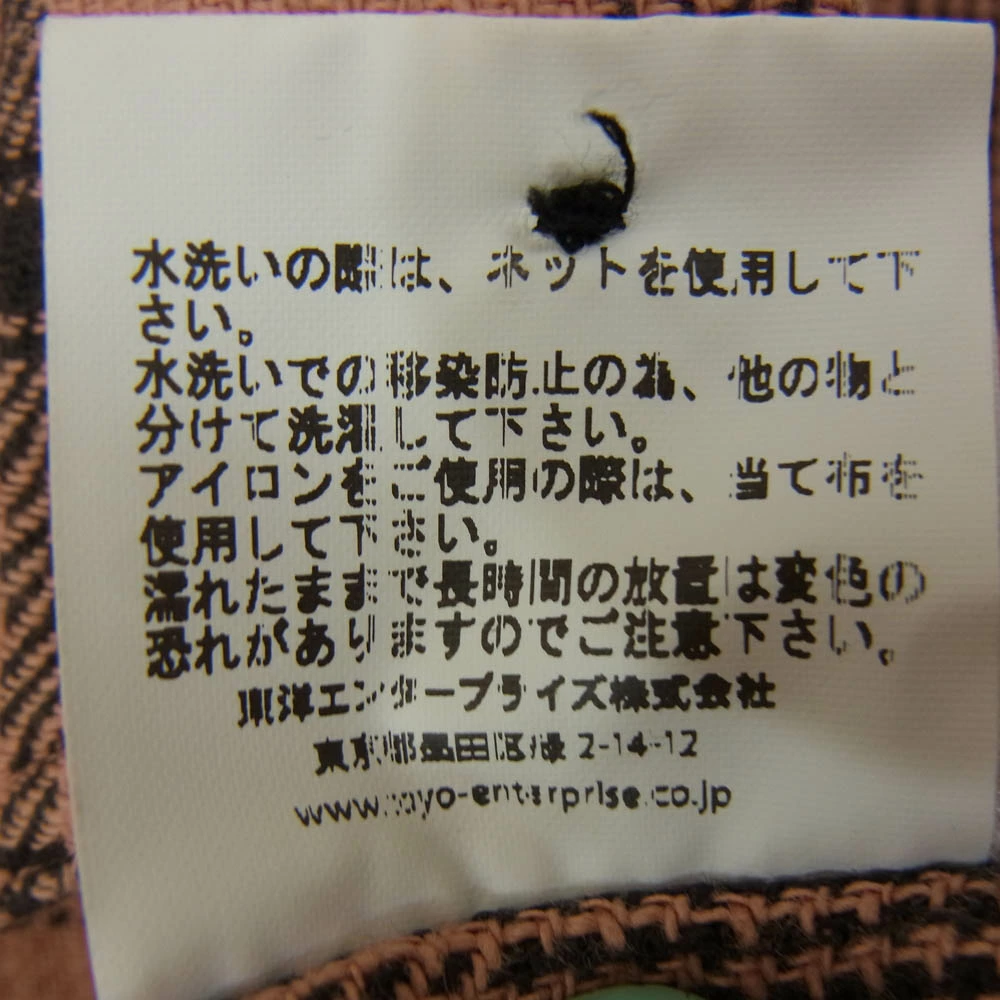 水洗いの際は、ネットを使用して下
さい。
水洗いでの移染防止の為、他の物と
分けて洗濯して下さい。
アイロンをご使用の際は、当て布を
使用して下さい。
濡れたままで長時間の放置は変色の
恐れがありますのでご注意下さい。
東洋エンタープライズ株式会社
東京都墨田区緑 2-14-12
www.toyo-enterprise.co.jp